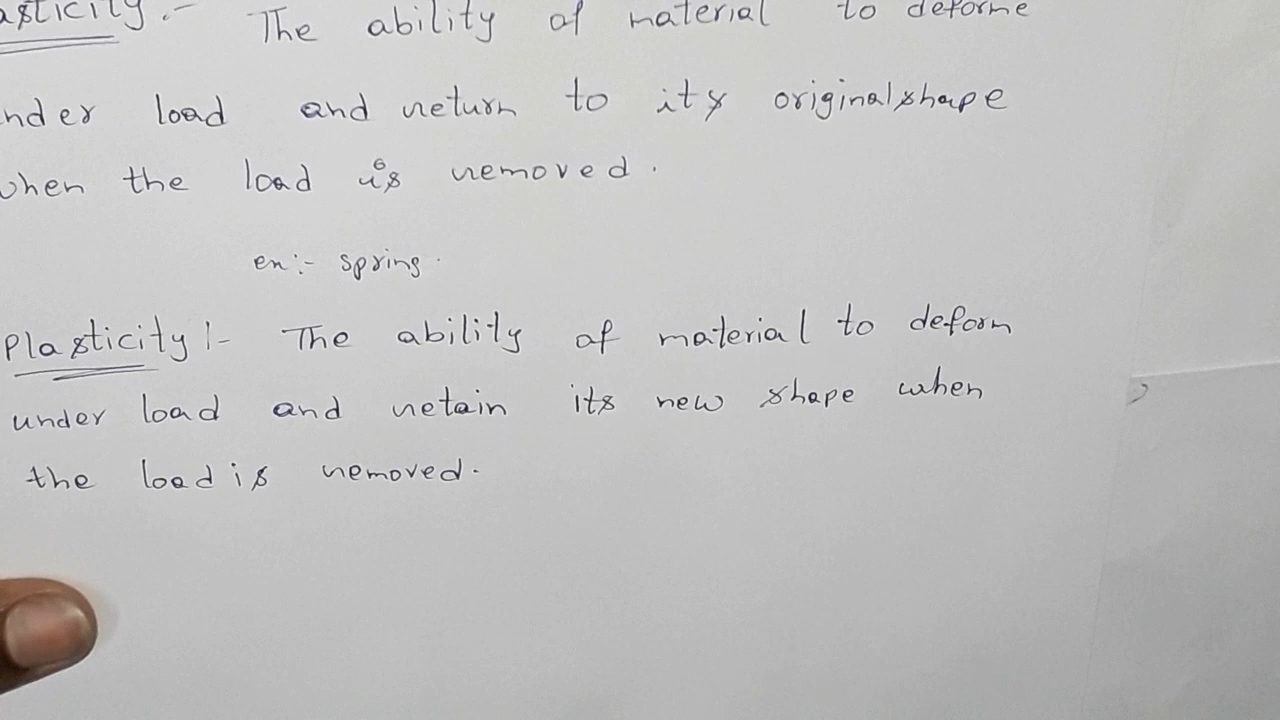 asticity :- The ability of material to deforme
nder load and return to its original shape
when the load is removed.
ex:- spring.
Plasticity :- The ability of material to deform
under load and retain its new shape when
the load is removed.